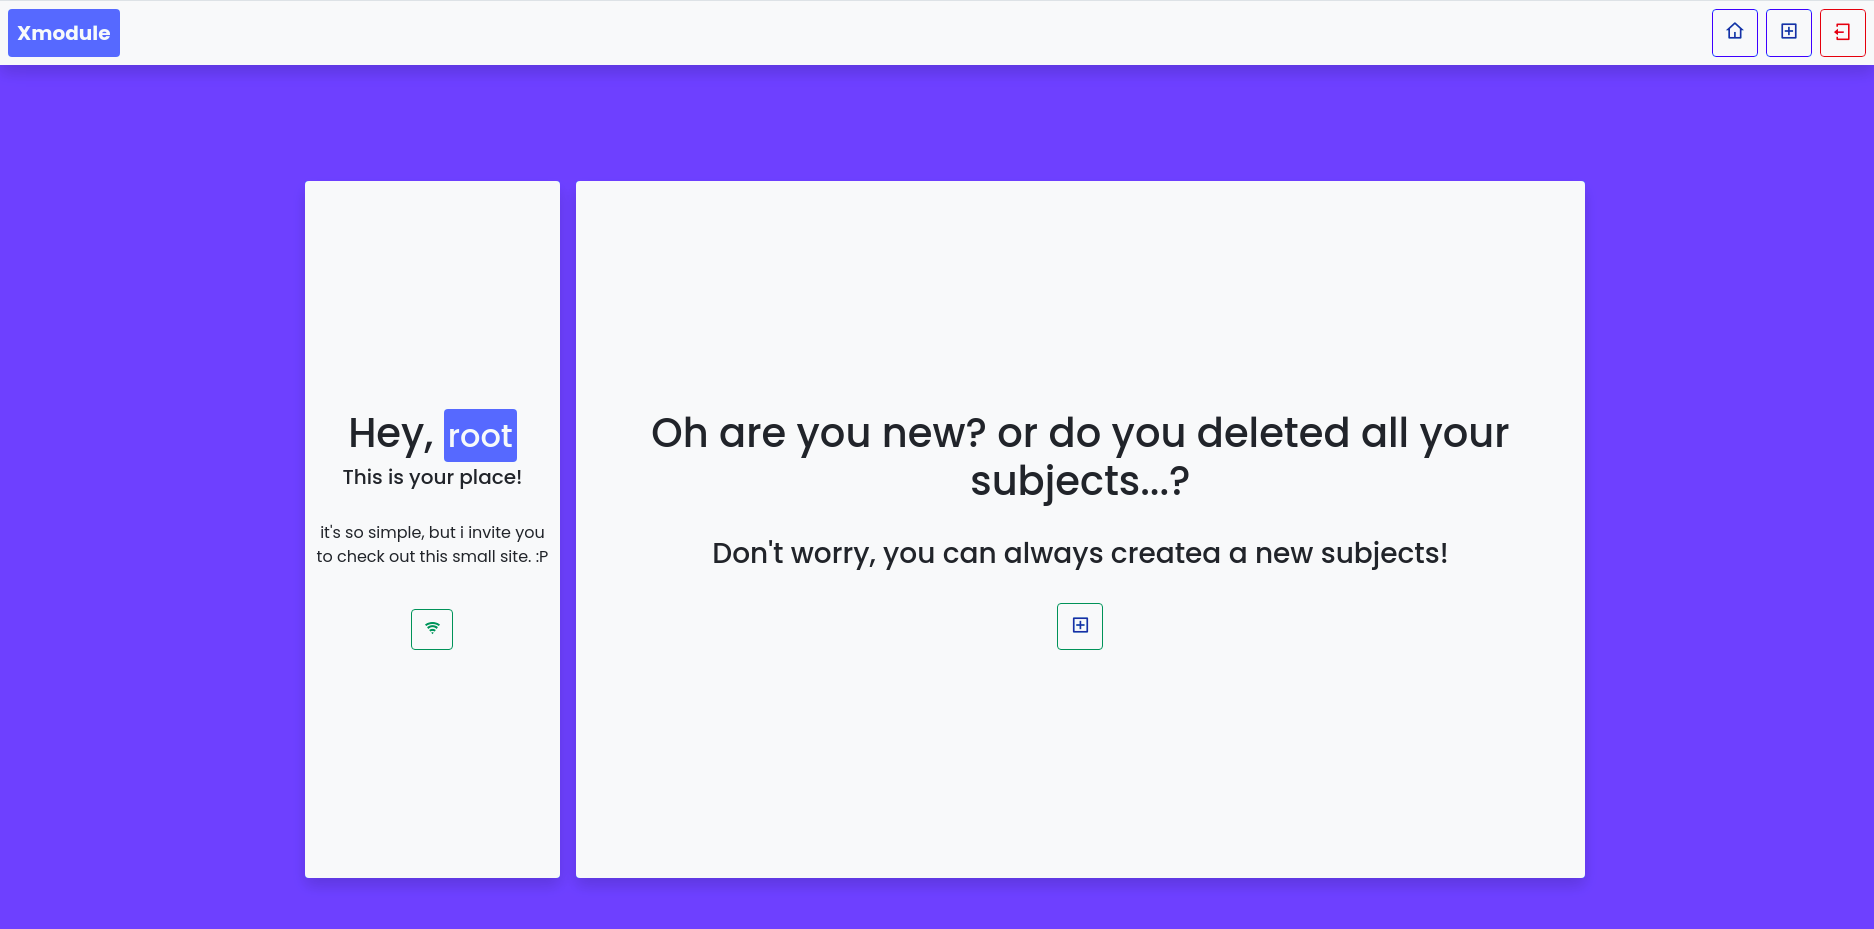 Xmodule
Hey, root
This is your place!
it's so simple, but i invite you
to check out this small site. :P
Oh are you new? or do you deleted all your
subjects...?
Don't worry, you can always createa a new subjects!